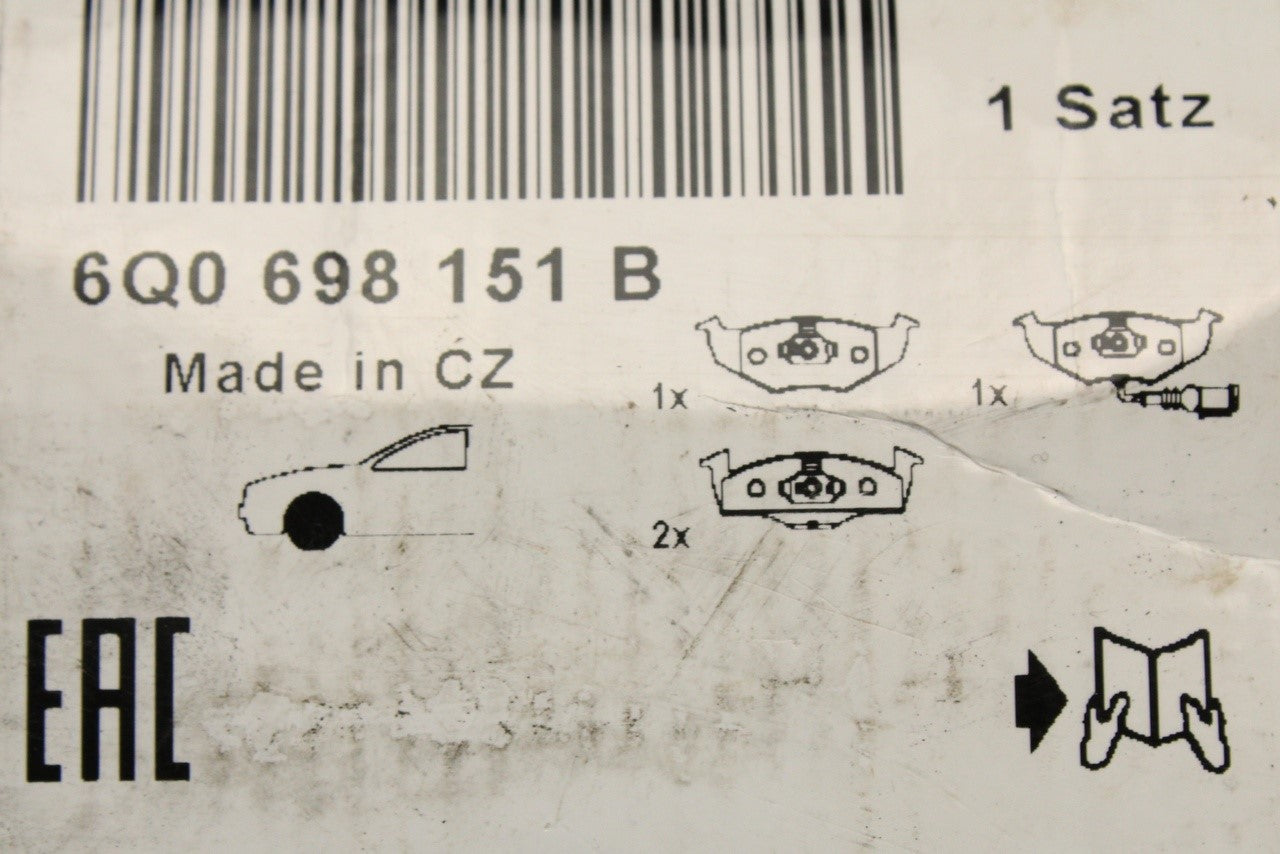 1 Satz
6Q0 698 151 B
Made in CZ
1x
1x
2x
EAC